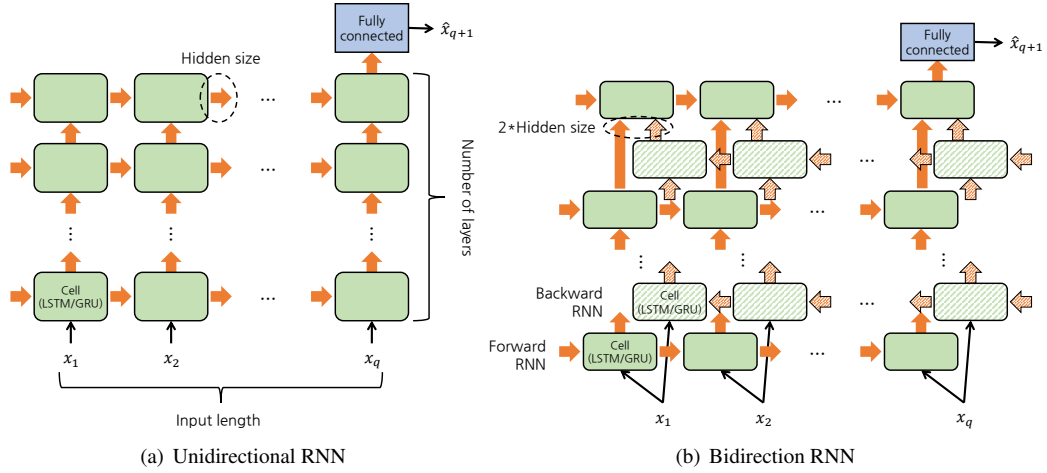 Fully
connected
x̂_{q+1}
Hidden size
...
...
Number of layers
⋮
⋮
⋮
Cell
(LSTM/GRU)
...
x_1
x_2
x_q
Input length
(a) Unidirectional RNN
Fully
connected
x̂_{q+1}
...
2*Hidden size
...
...
⋮
⋮
⋮
Backward
RNN
Cell
(LSTM/GRU)
...
Forward
RNN
Cell
(LSTM/GRU)
...
x_1
x_2
x_q
(b) Bidirection RNN